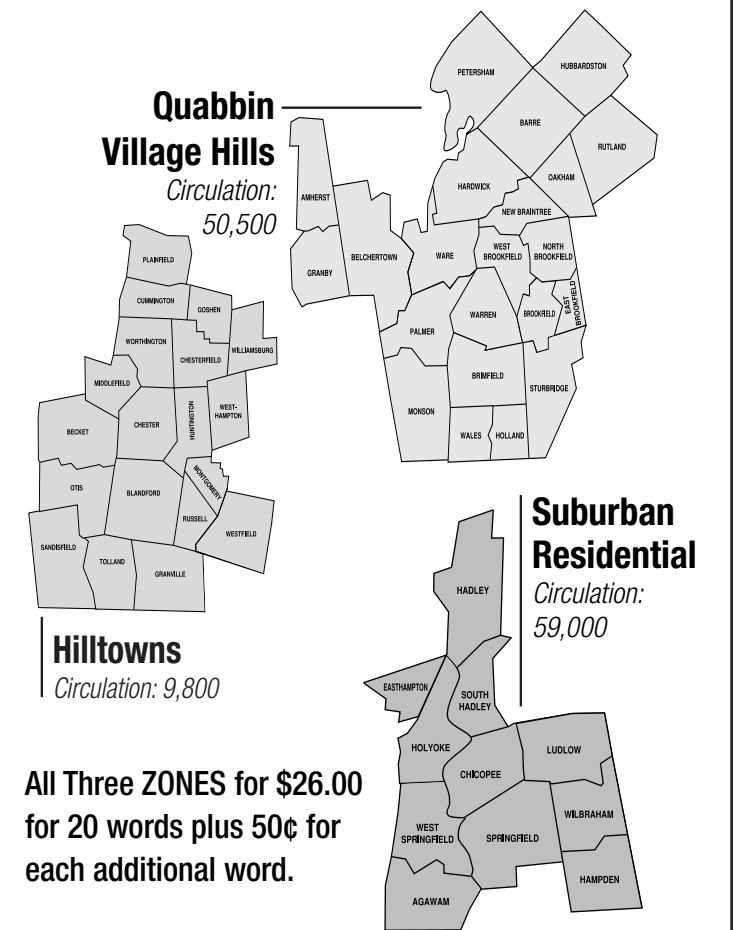 Quabbin
Village Hills
Circulation:
50,500
PETERSHAM
HUBBARDSTON
BARRE
RUTLAND
HARDWICK
OAKHAM
NEW BRAINTREE
AMHERST
GRANBY
BELCHERTOWN
WARE
WEST
BROOKFIELD
NORTH
BROOKFIELD
PALMER
WARREN
BROOKFIELD
EAST
BROOKFIELD
BRIMFIELD
STURBRIDGE
MONSON
WALES
HOLLAND
PLAINFIELD
CUMMINGTON
GOSHEN
WORTHINGTON
CHESTERFIELD
WILLIAMSBURG
MIDDLEFIELD
BECKET
CHESTER
HUNTINGTON
WEST-
HAMPTON
OTIS
BLANDFORD
MONTGOMERY
RUSSELL
WESTFIELD
SANDISFIELD
TOLLAND
GRANVILLE
Hilltowns
Circulation: 9,800
Suburban
Residential
Circulation:
59,000
HADLEY
EASTHAMPTON
SOUTH
HADLEY
HOLYOKE
CHICOPEE
LUDLOW
WEST
SPRINGFIELD
SPRINGFIELD
WILBRAHAM
HAMPDEN
AGAWAM
All Three ZONES for $26.00
for 20 words plus 50¢ for
each additional word.